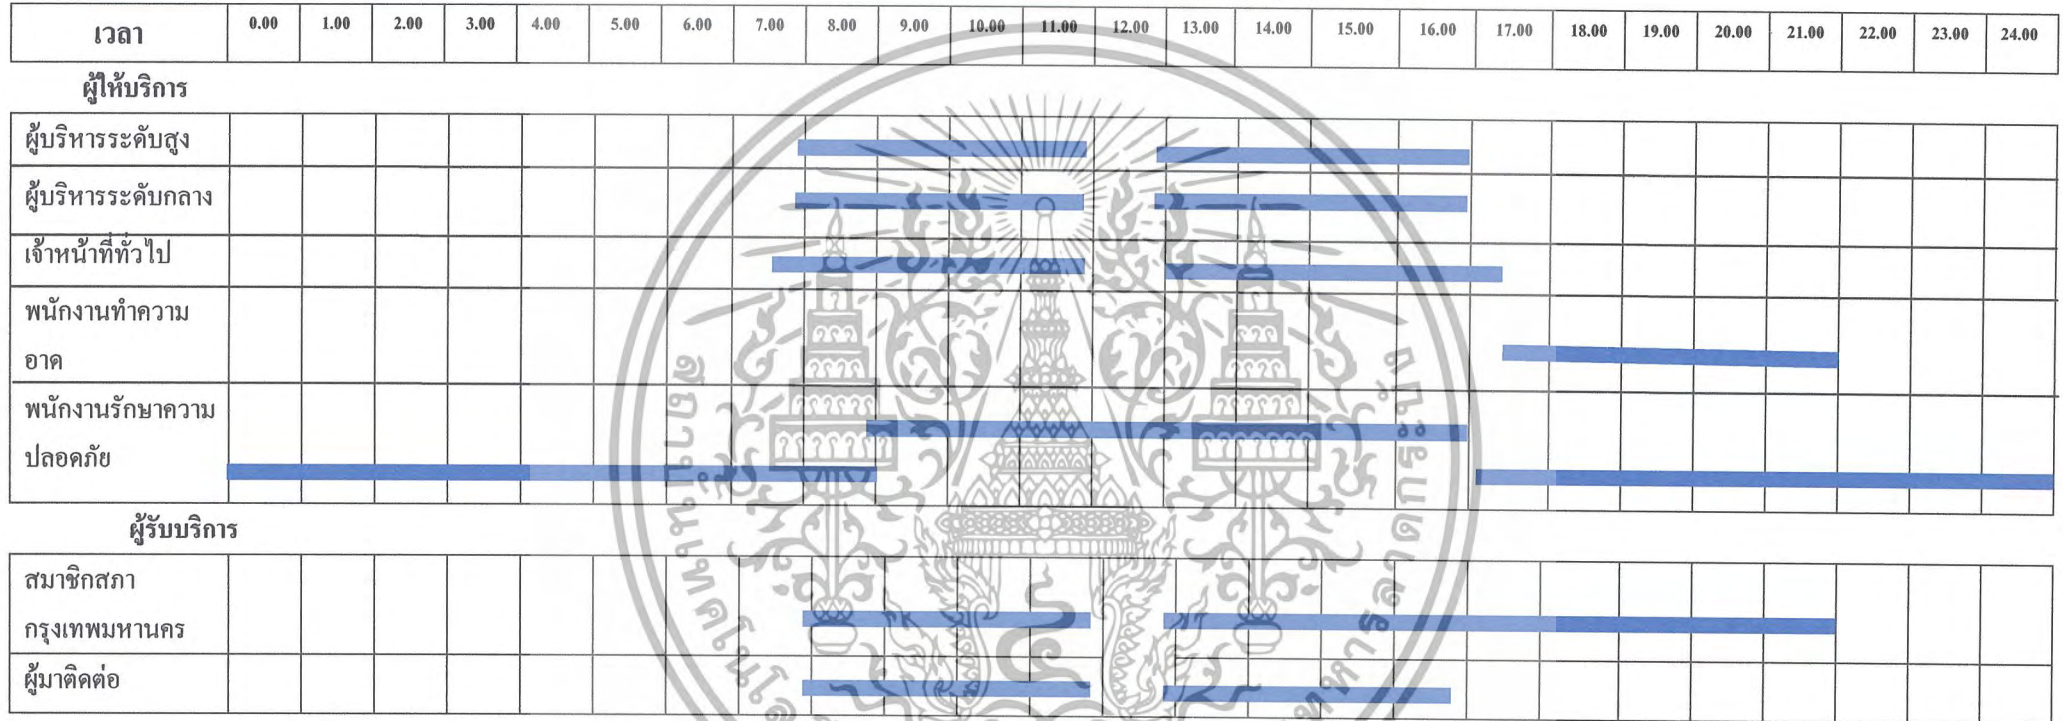 เวลา 0.00 1.00 2.00 3.00 4.00 5.00 6.00 7.00 8.00 9.00 10.00 11.00 12.00 13.00 14.00 15.00 16.00 17.00 18.00 19.00 20.00 21.00 22.00 23.00 24.00
ผู้ให้บริการ
ผู้บริหารระดับสูง
ผู้บริหารระดับกลาง
เจ้าหน้าที่ทั่วไป
พนักงานทำความ
อาด
พนักงานรักษาความ
ปลอดภัย
ผู้รับบริการ
สมาชิกสภา
กรุงเทพมหานคร
ผู้มาติดต่อ